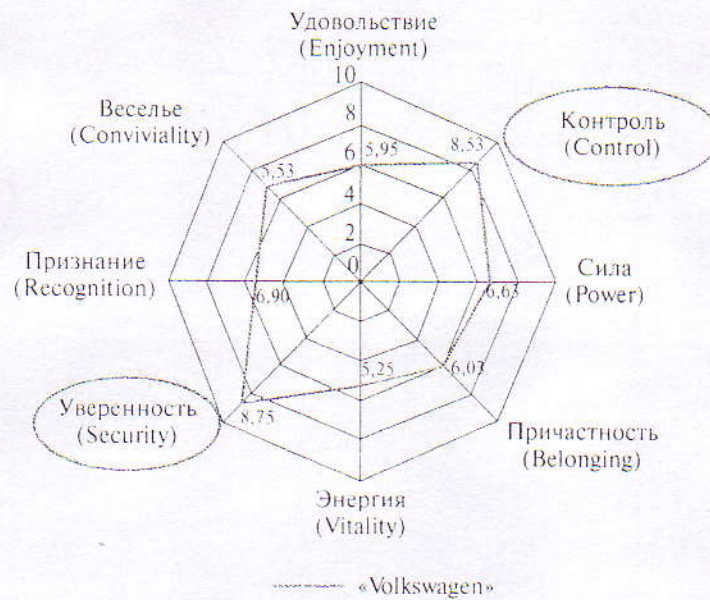 Удовольствие
(Enjoyment)
10
8
6
4
2
0
Веселье
(Conviviality)
5,53
5,95
8,53
Контроль
(Control)
Признание
(Recognition)
6,90
6,63
Сила
(Power)
5,25
6,03
Уверенность
(Security)
8,75
Причастность
(Belonging)
Энергия
(Vitality)
«Volkswagen»